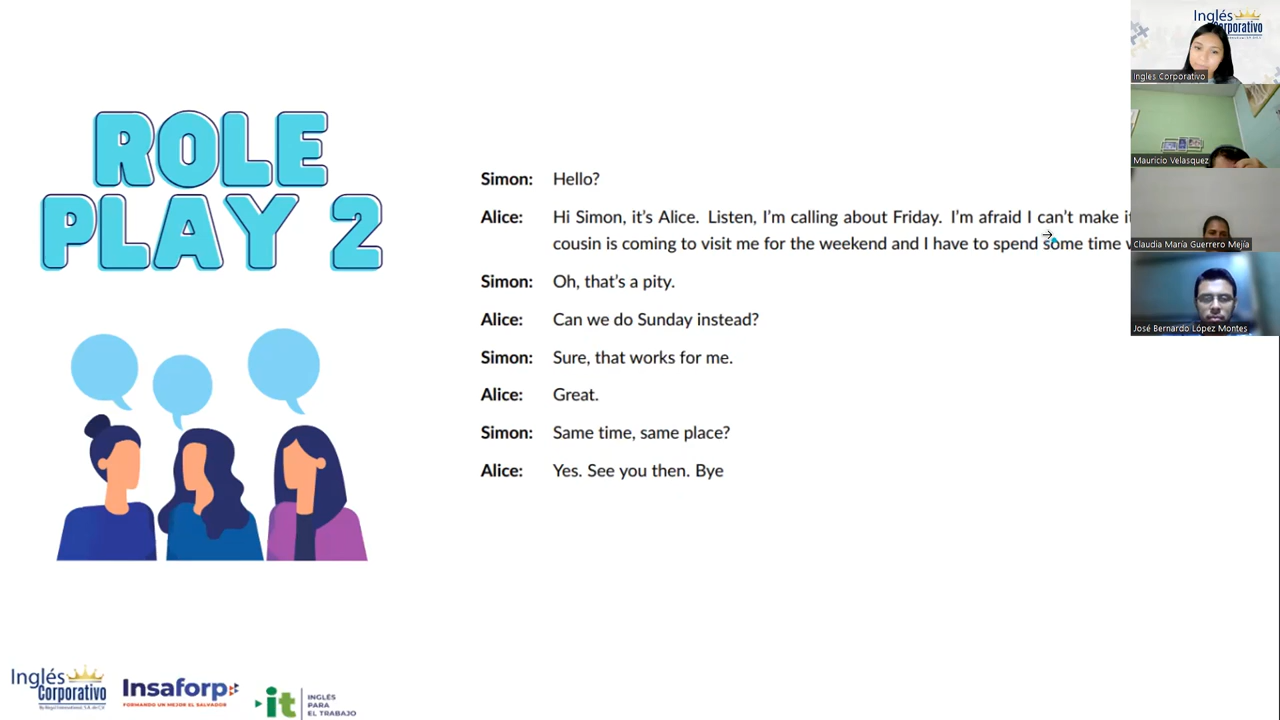 ROLE
PLAY 2
Simon: Hello?
Alice: Hi Simon, it's Alice. Listen, I'm calling about Friday. I'm afraid I can't make it
cousin is coming to visit me for the weekend and I have to spend some time
Simon: Oh, that's a pity.
Alice: Can we do Sunday instead?
Simon: Sure, that works for me.
Alice: Great.
Simon: Same time, same place?
Alice: Yes. See you then. Bye
Inglés
Corporativo
Ingles Corporativo
Mauricio Velasquez
Claudia María Guerrero Mejía
José Bernardo López Montes
Inglés
Corporativo
Insaforp
FORMANDO UN MEJOR EL SALVADOR
it
INGLÉS
PARA
EL TRABAJO